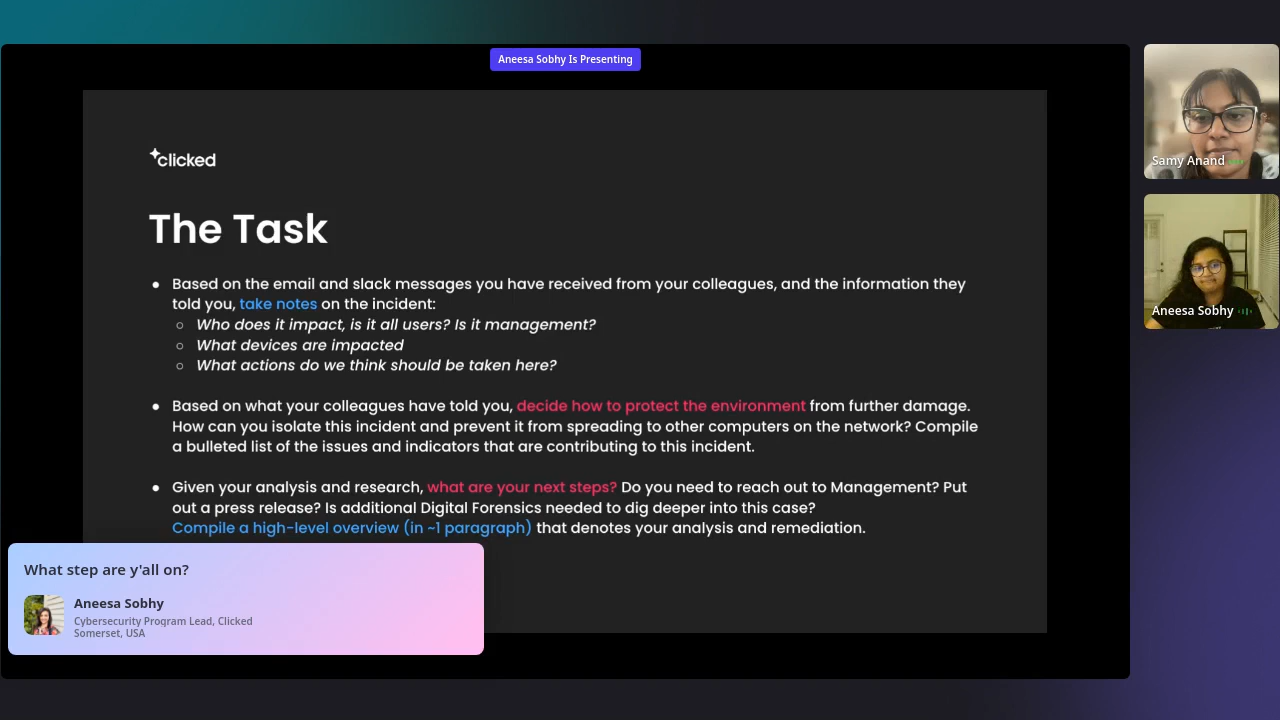 Aneesa Sobhy Is Presenting
clicked
The Task
Based on the email and slack messages you have received from your colleagues, and the information they
told you, take notes on the incident:
Who does it impact, is it all users? Is it management?
What devices are impacted
What actions do we think should be taken here?
Based on what your colleagues have told you, decide how to protect the environment from further damage.
How can you isolate this incident and prevent it from spreading to other computers on the network? Compile
a bulleted list of the issues and indicators that are contributing to this incident.
Given your analysis and research, what are your next steps? Do you need to reach out to Management? Put
out a press release? Is additional Digital Forensics needed to dig deeper into this case?
Compile a high-level overview (in ~1 paragraph) that denotes your analysis and remediation.
What step are y'all on?
Aneesa Sobhy
Cybersecurity Program Lead, Clicked
Somerset, USA
Samy Anand
Aneesa Sobhy